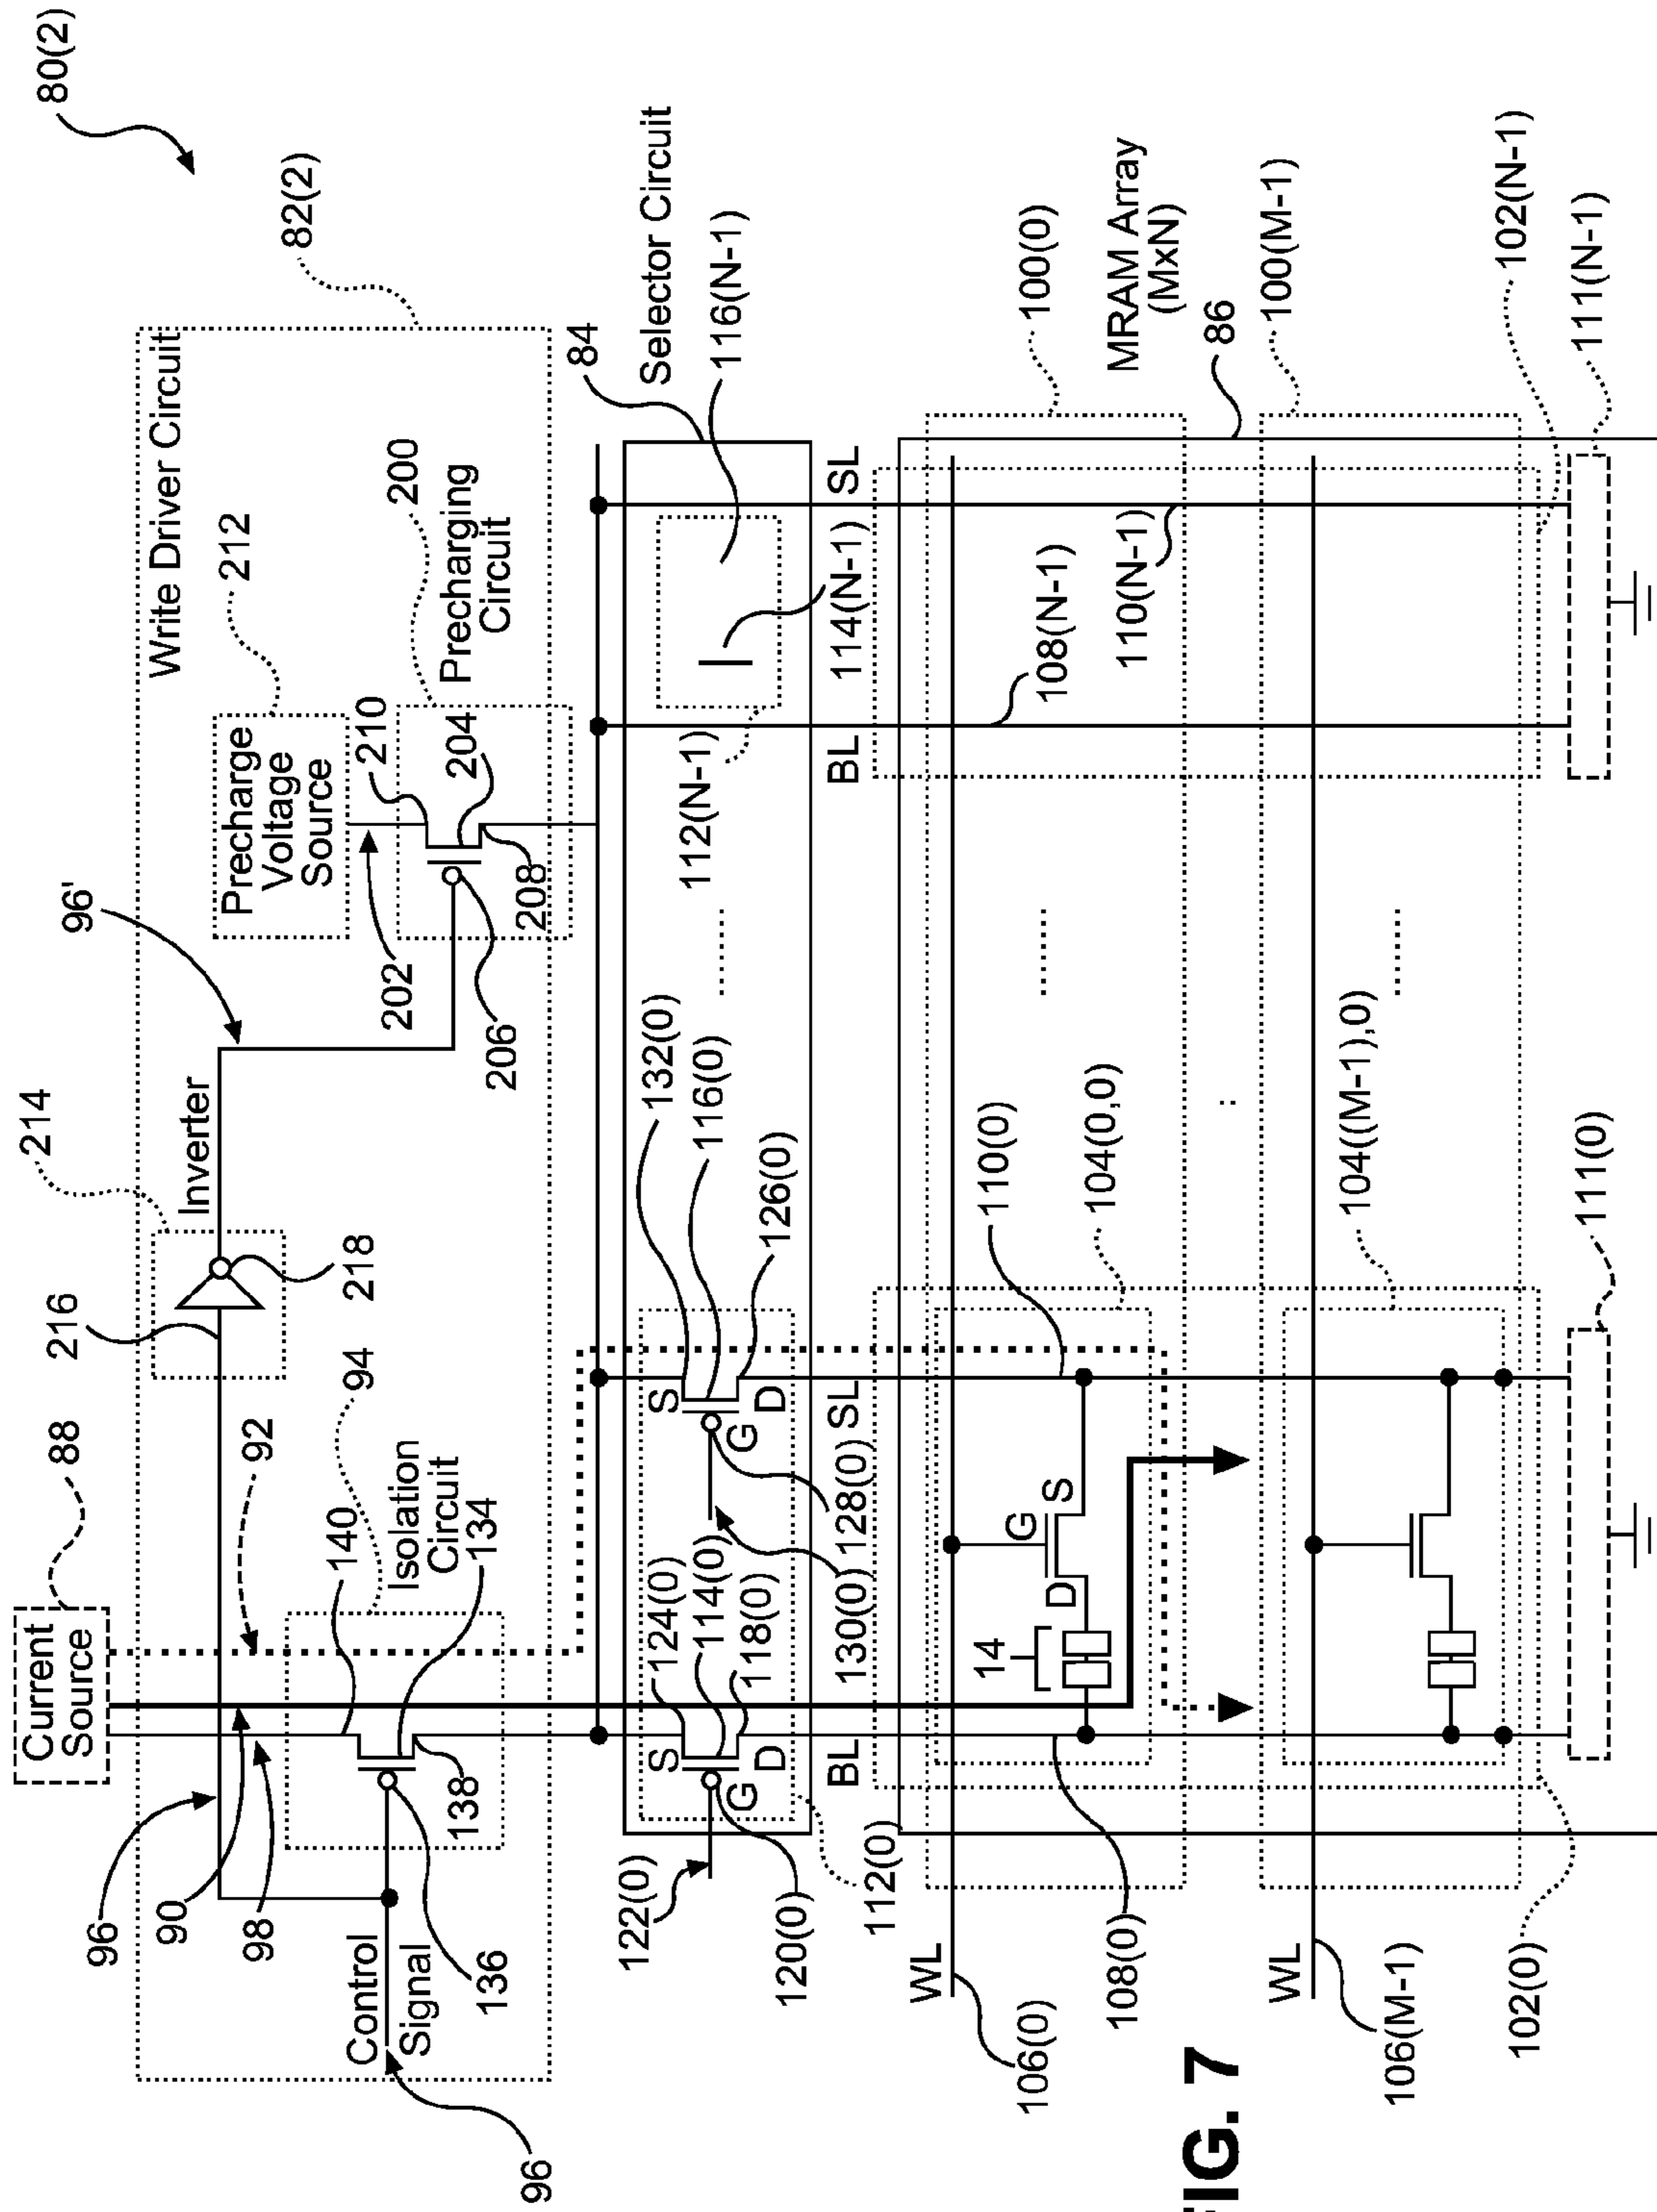 80(2)
82(2)
Write Driver Circuit
Current
Source
88
92
94
140
Isolation
Circuit
134
138
136
Control
Signal
96
96
90
98
216
214
Inverter
218
96'
Precharge
Voltage
Source
212
210
202
204
206
208
200
Precharging
Circuit
84
Selector Circuit
116(N-1)
114(N-1)
112(N-1)
132(0)
116(0)
126(0)
S
G
D
128(0)
130(0)
124(0)
114(0)
118(0)
S
G
D
122(0)
120(0)
112(0)
BL
SL
BL
SL
MRAM Array
(MxN)
86
100(0)
100(M-1)
102(N-1)
111(N-1)
108(N-1)
110(N-1)
110(0)
104(0,0)
104((M-1),0)
111(0)
14
G
D
S
WL
106(0)
108(0)
WL
106(M-1)
102(0)
FIG. 7